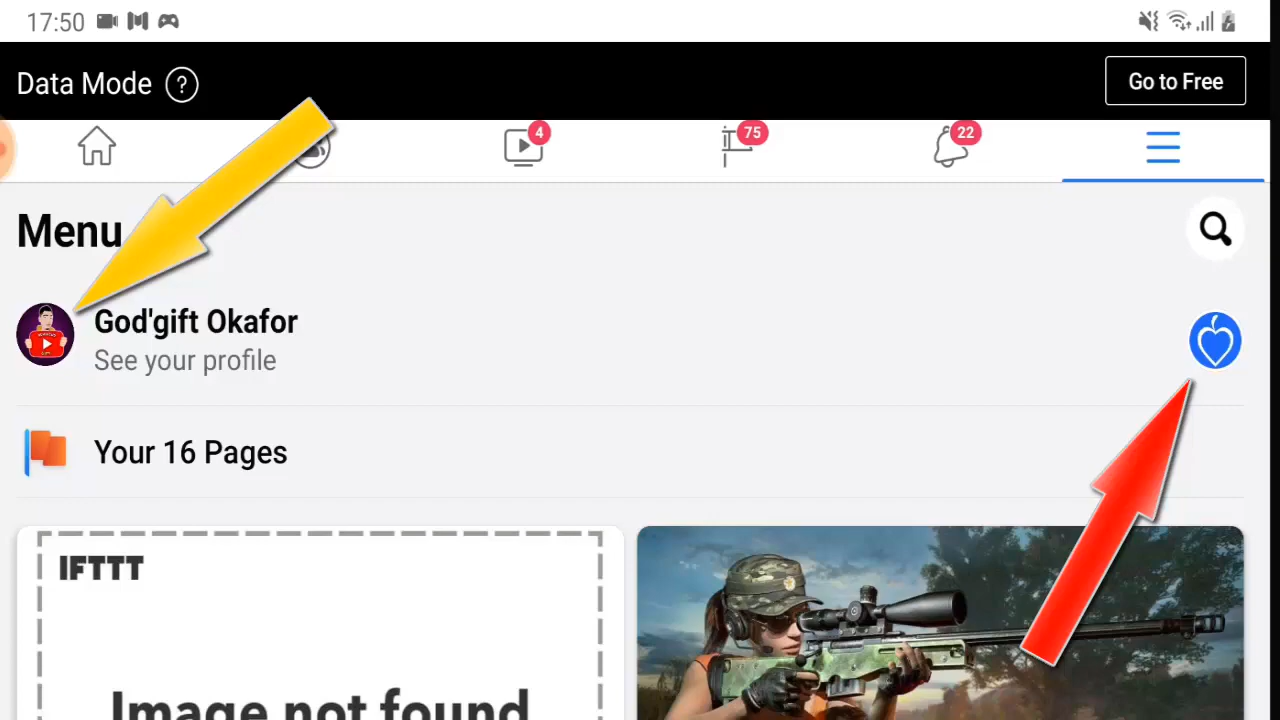 17:50
Data Mode ?
Go to Free
4
75
22
Menu
God'gift Okafor
See your profile
Your 16 Pages
IFTTT
Image not found